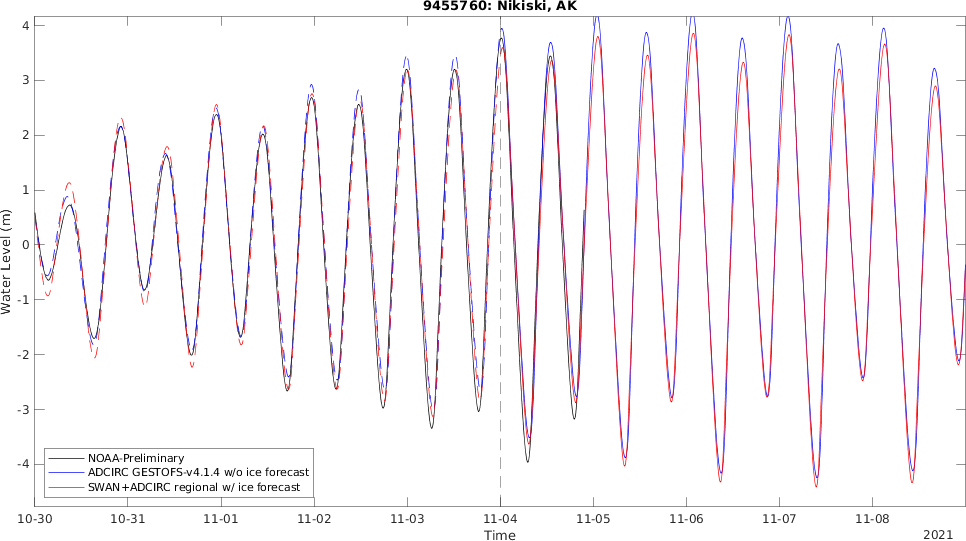 9455760: Nikiski, AK
4
3
2
1
0
-1
-2
-3
-4
Water Level (m)
NOAA-Preliminary
ADCIRC GESTOFS-v4.1.4 w/o ice forecast
SWAN+ADCIRC regional w/ ice forecast
10-30 10-31 11-01 11-02 11-03 11-04 11-05 11-06 11-07 11-08
Time
2021